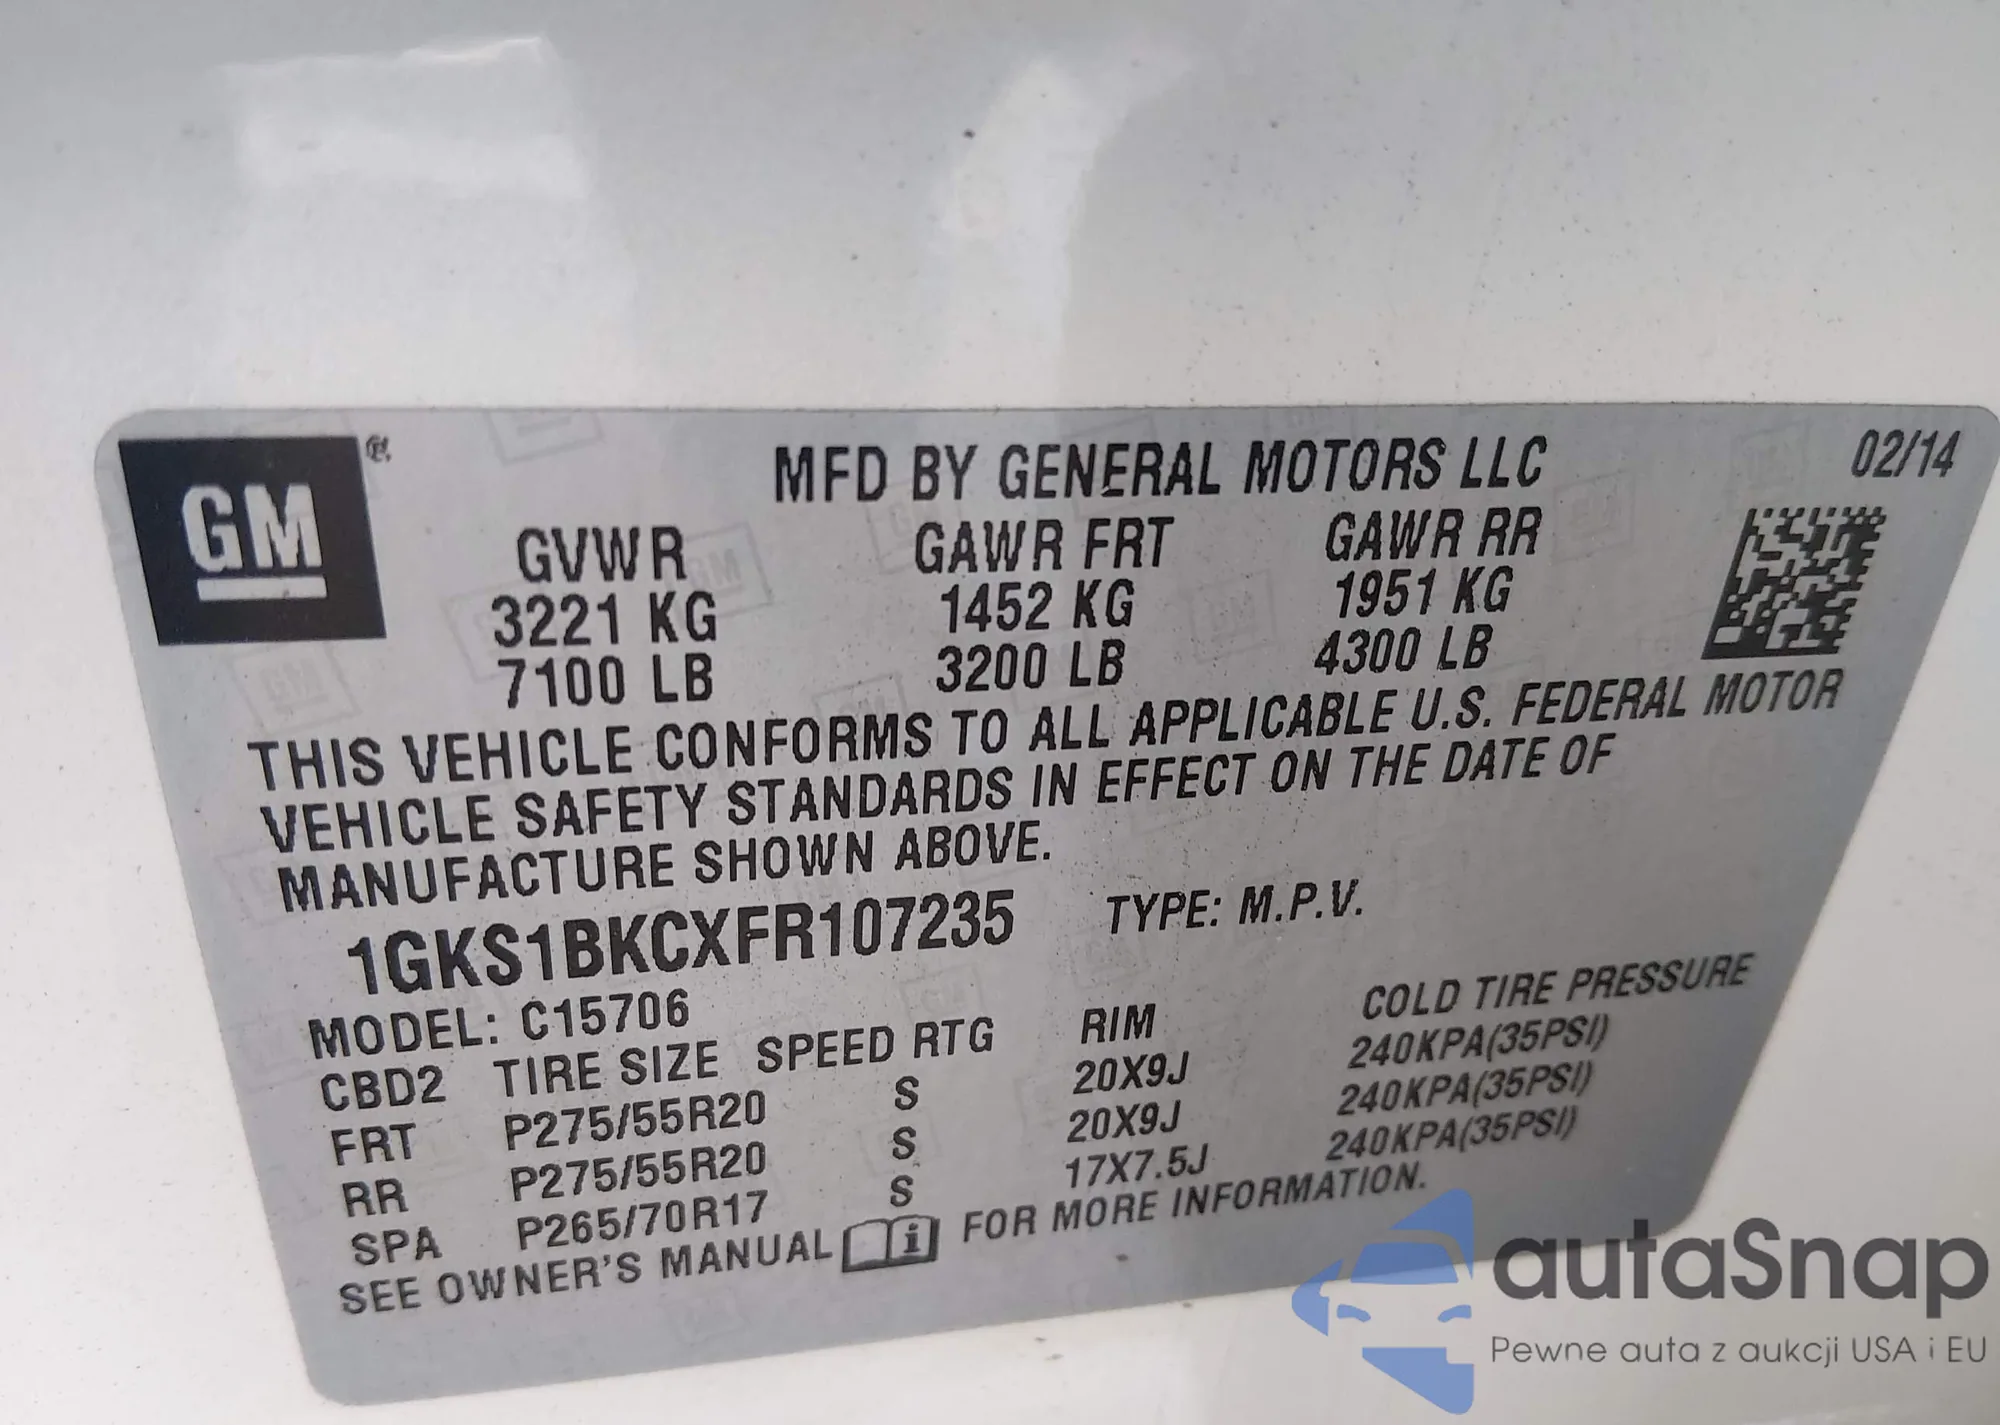 GM
MFD BY GENERAL MOTORS LLC 02/14
GVWR GAWR FRT GAWR RR
3221 KG 1452 KG 1951 KG
7100 LB 3200 LB 4300 LB
THIS VEHICLE CONFORMS TO ALL APPLICABLE U.S. FEDERAL MOTOR
VEHICLE SAFETY STANDARDS IN EFFECT ON THE DATE OF
MANUFACTURE SHOWN ABOVE.
1GKS1BKCXFR107235 TYPE: M.P.V.
MODEL: C15706
CBD2 TIRE SIZE SPEED RTG RIM COLD TIRE PRESSURE
FRT P275/55R20 S 20X9J 240KPA(35PSI)
RR P275/55R20 S 20X9J 240KPA(35PSI)
SPA P265/70R17 S 17X7.5J 240KPA(35PSI)
SEE OWNER'S MANUAL i FOR MORE INFORMATION.
autaSnap
Pewne auta z aukcji USA i EU